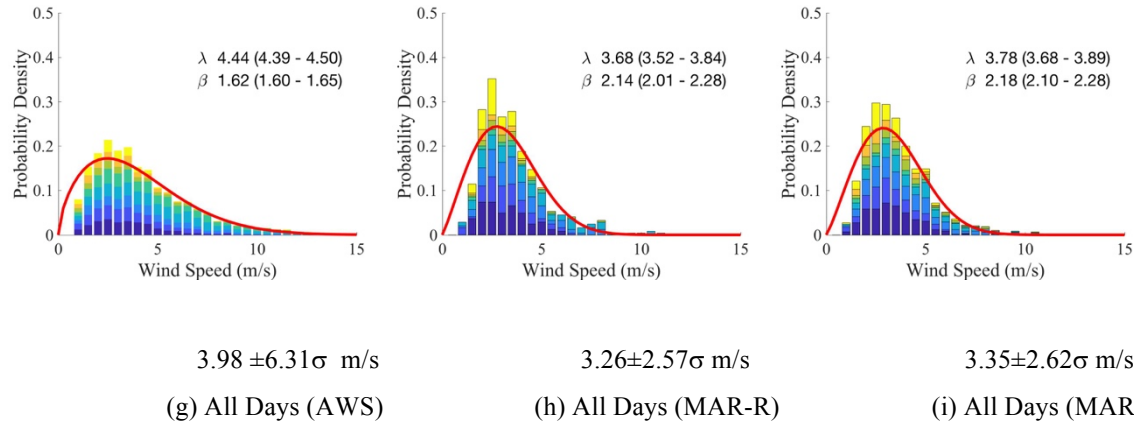 0.5
0.4
0.3
0.2
0.1
0
Probability Density
λ 4.44 (4.39 - 4.50)
β 1.62 (1.60 - 1.65)
0 5 10 15
Wind Speed (m/s)
0.5
0.4
0.3
0.2
0.1
0
Probability Density
λ 3.68 (3.52 - 3.84)
β 2.14 (2.01 - 2.28)
0 5 10 15
Wind Speed (m/s)
0.5
0.4
0.3
0.2
0.1
0
Probability Density
λ 3.78 (3.68 - 3.89)
β 2.18 (2.10 - 2.28)
0 5 10 15
Wind Speed (m/s)
3.98 ±6.31σ m/s
3.26±2.57σ m/s
3.35±2.62σ m/s
(g) All Days (AWS)
(h) All Days (MAR-R)
(i) All Days (MAR